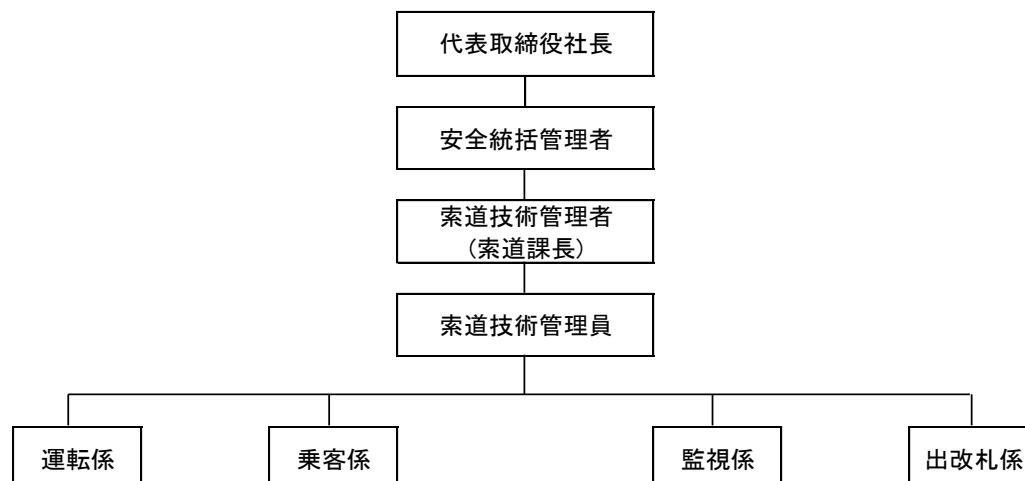 代表取締役社長
安全統括管理者
索道技術管理者
(索道課長)
索道技術管理員
運転係
乗客係
監視係
出改札係